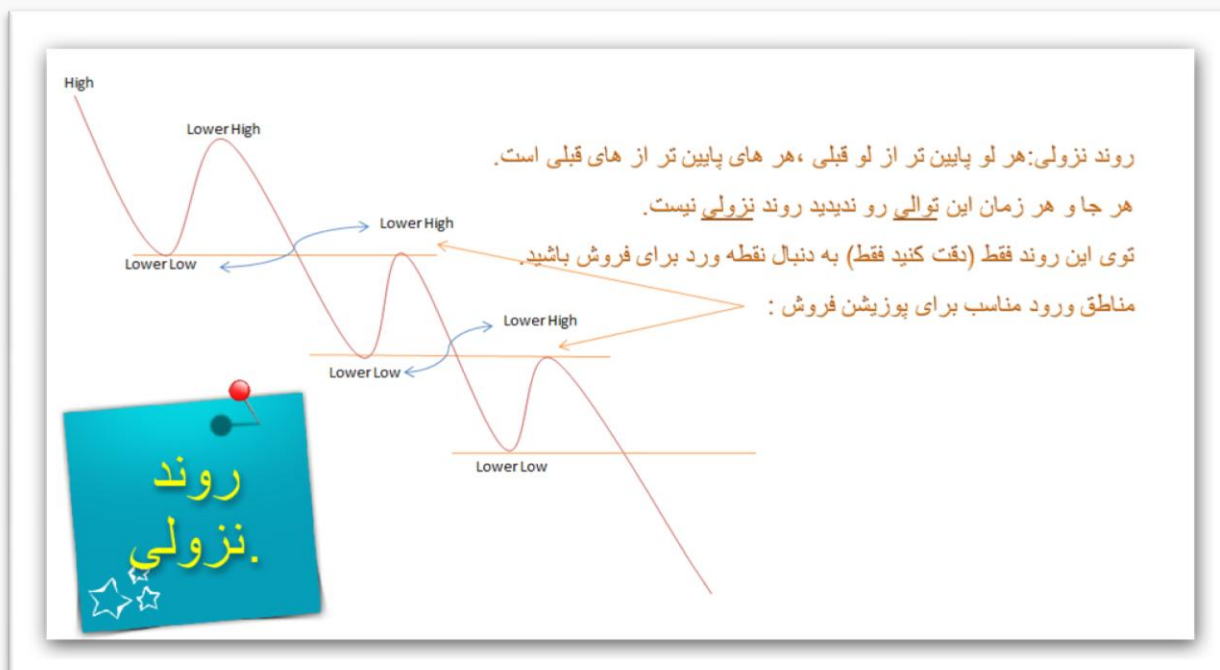 High
Lower High
روند نزولی:هر لو پایین تر از لو قبلی ،هر های پایین تر از های قبلی است.
هر جا و هر زمان این توالی رو ندیدید روند نزولی نیست.
Lower High
توی این روند فقط (دقت کنید فقط) به دنبال نقطه ورد برای فروش باشید.
Lower Low
مناطق ورود مناسب برای پوزیشن فروش :
Lower High
Lower Low
Lower Low
روند
نزولی.